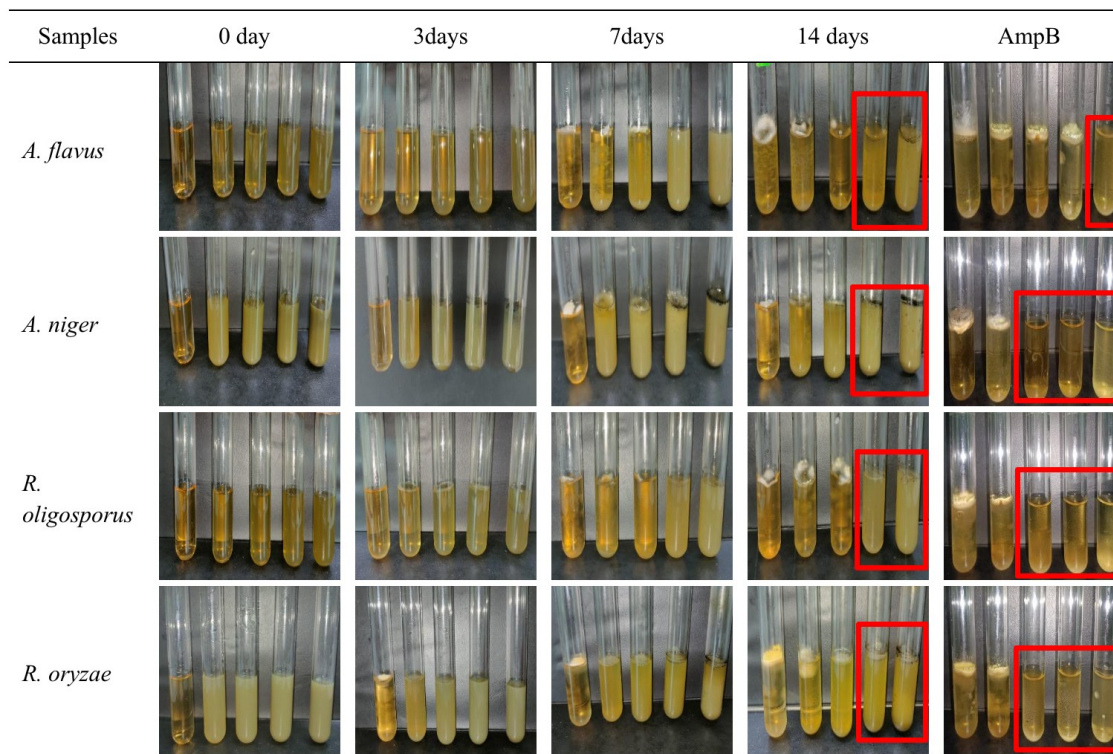 Samples 0 day 3days 7days 14 days AmpB
A. flavus
A. niger
R.
oligosporus
R. oryzae